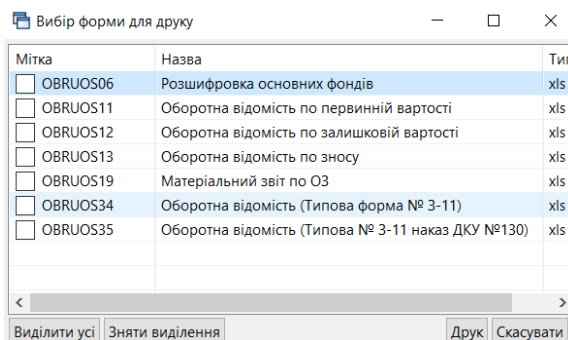 Вибір форми для друку
Мітка Назва Тип
OBRUOS06 Розшифровка основних фондів xls
OBRUOS11 Оборотна відомість по первинній вартості xls
OBRUOS12 Оборотна відомість по залишковій вартості xls
OBRUOS13 Оборотна відомість по зносу xls
OBRUOS19 Матеріальний звіт по ОЗ xls
OBRUOS34 Оборотна відомість (Типова форма № З-11) xls
OBRUOS35 Оборотна відомість (Типова № З-11 наказ ДКУ №130) xls
Виділити усі Зняти виділення Друк Скасувати